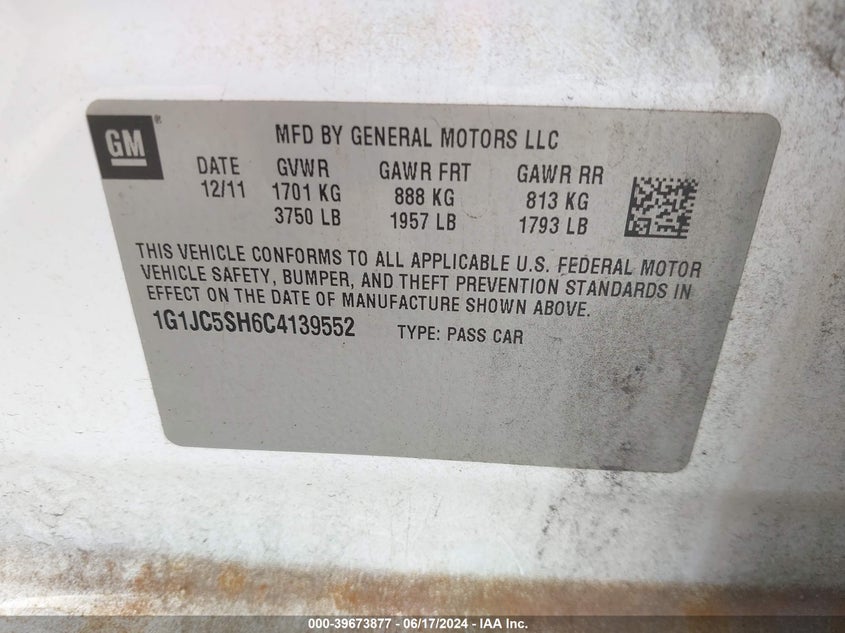 GM ®
MFD BY GENERAL MOTORS LLC
DATE GVWR GAWR FRT GAWR RR
12/11 1701 KG 888 KG 813 KG
3750 LB 1957 LB 1793 LB
THIS VEHICLE CONFORMS TO ALL APPLICABLE U.S. FEDERAL MOTOR
VEHICLE SAFETY, BUMPER, AND THEFT PREVENTION STANDARDS IN
EFFECT ON THE DATE OF MANUFACTURE SHOWN ABOVE.
1G1JC5SH6C4139552 TYPE: PASS CAR
000-39673877 - 06/17/2024 - IAA Inc.